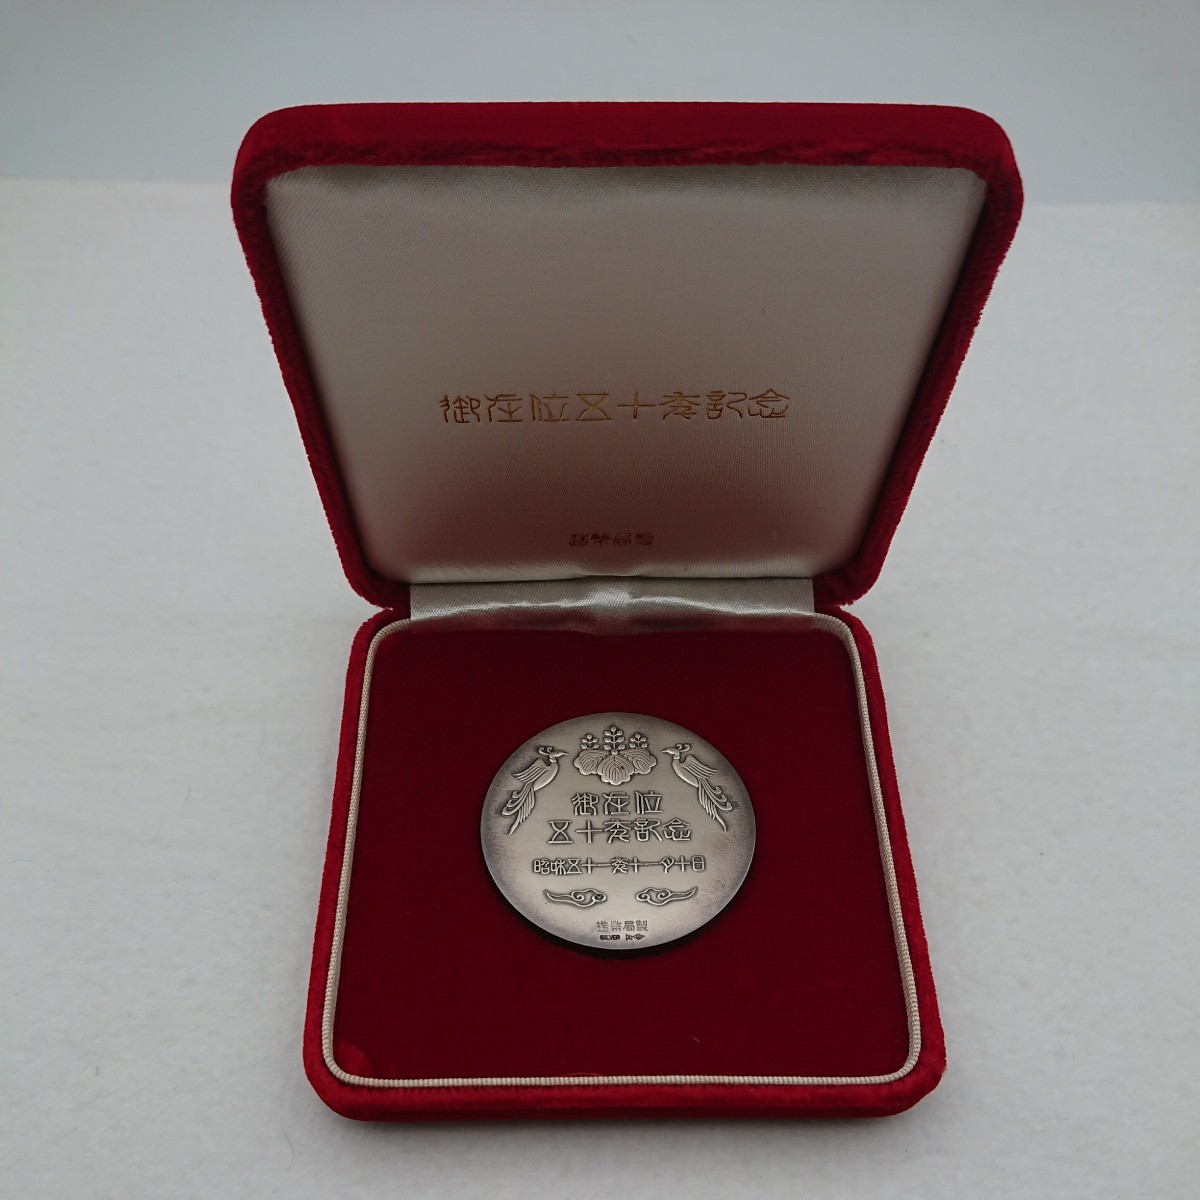 御在位五十年記念
造幣局製
御在位
五十年記念
昭和五十一年十一月十日
造幣局製
SILVER